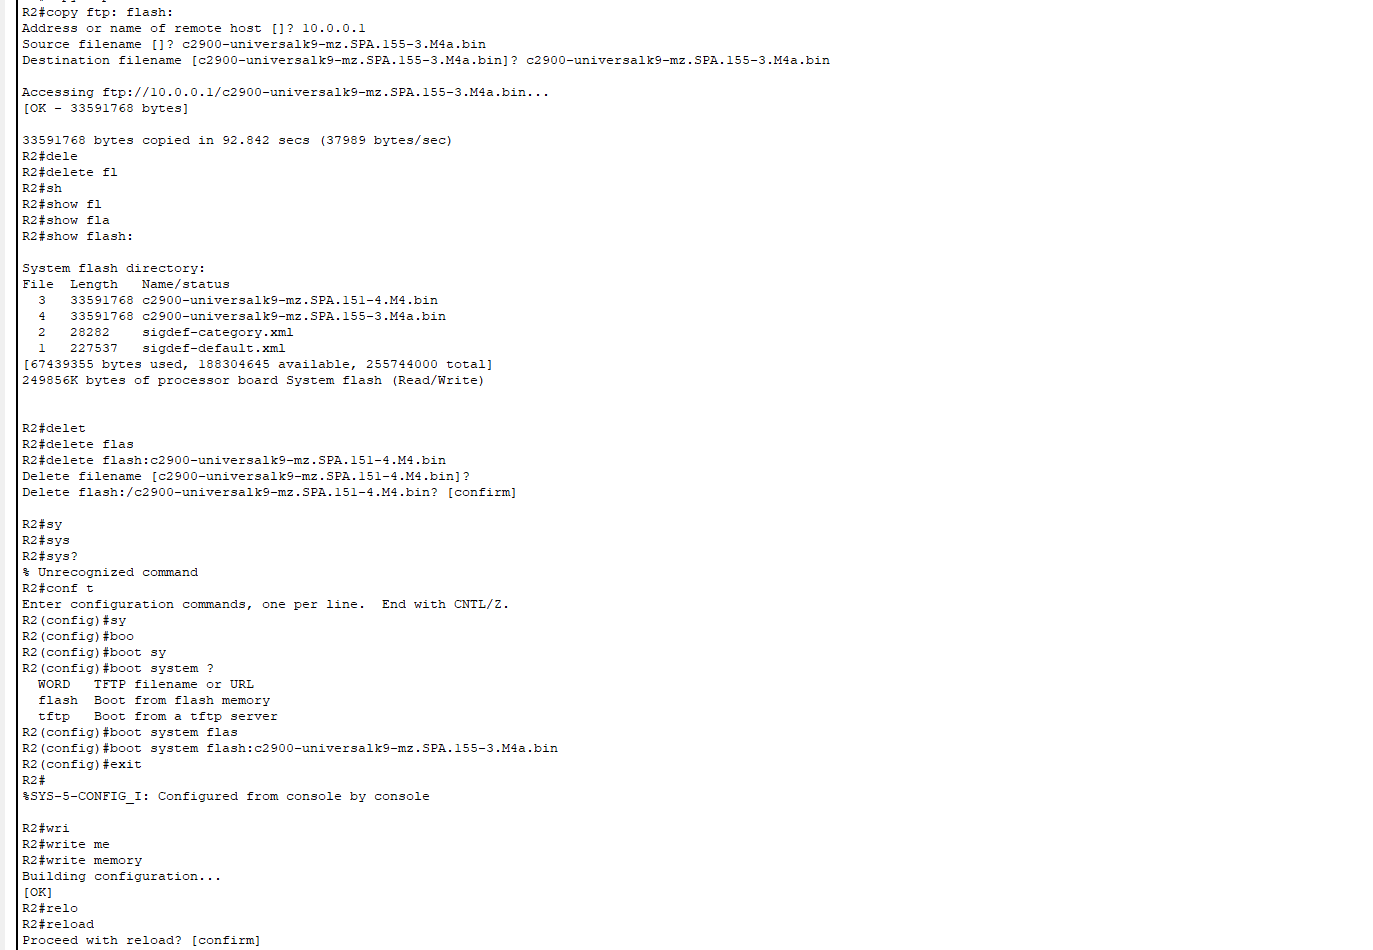 R2#copy ftp: flash:
Address or name of remote host []? 10.0.0.1
Source filename []? c2900-universalk9-mz.SPA.155-3.M4a.bin
Destination filename [c2900-universalk9-mz.SPA.155-3.M4a.bin]? c2900-universalk9-mz.SPA.155-3.M4a.bin
Accessing ftp://10.0.0.1/c2900-universalk9-mz.SPA.155-3.M4a.bin...
[OK - 33591768 bytes]
33591768 bytes copied in 92.842 secs (37989 bytes/sec)
R2#dele
R2#delete fl
R2#sh
R2#show fl
R2#show fla
R2#show flash:
System flash directory:
File  Length   Name/status
  3   33591768 c2900-universalk9-mz.SPA.151-4.M4.bin
  4   33591768 c2900-universalk9-mz.SPA.155-3.M4a.bin
  2   28282    sigdef-category.xml
  1   227537   sigdef-default.xml
[67439355 bytes used, 188304645 available, 255744000 total]
249856K bytes of processor board System flash (Read/Write)
R2#delet
R2#delete flas
R2#delete flash:c2900-universalk9-mz.SPA.151-4.M4.bin
Delete filename [c2900-universalk9-mz.SPA.151-4.M4.bin]?
Delete flash:/c2900-universalk9-mz.SPA.151-4.M4.bin? [confirm]
R2#sy
R2#sys
R2#sys?
% Unrecognized command
R2#conf t
Enter configuration commands, one per line.  End with CNTL/Z.
R2(config)#sy
R2(config)#boo
R2(config)#boot sy
R2(config)#boot system ?
  WORD   TFTP filename or URL
  flash  Boot from flash memory
  tftp   Boot from a tftp server
R2(config)#boot system flas
R2(config)#boot system flash:c2900-universalk9-mz.SPA.155-3.M4a.bin
R2(config)#exit
R2#
%SYS-5-CONFIG_I: Configured from console by console
R2#wri
R2#write me
R2#write memory
Building configuration...
[OK]
R2#relo
R2#reload
Proceed with reload? [confirm]